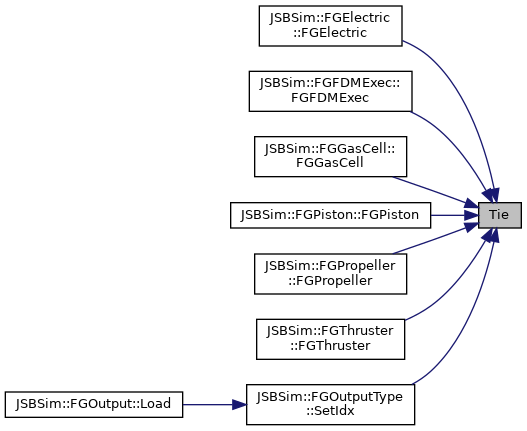 JSBSim::FGElectric
::FGElectric
JSBSim::FGFDMExec::
FGFDMExec
JSBSim::FGGasCell::
FGGasCell
JSBSim::FGPiston::FGPiston
Tie
JSBSim::FGPropeller
::FGPropeller
JSBSim::FGThruster
::FGThruster
JSBSim::FGOutput::Load
JSBSim::FGOutputType
::SetIdx